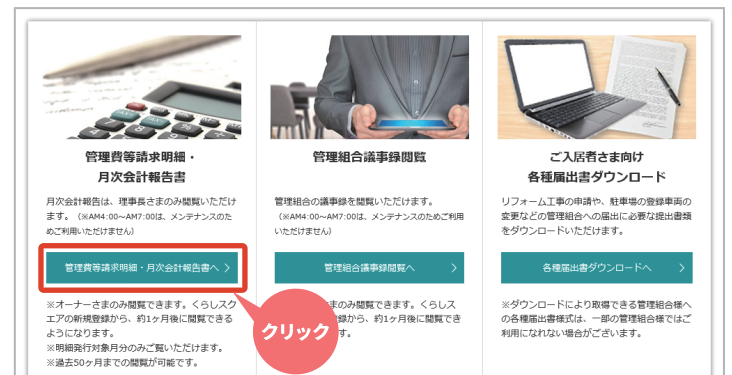 管理費等請求明細・
月次会計報告書
月次会計報告は、理事長さまのみ閲覧いただけ
ます。（※AM4:00～AM7:00は、メンテナンスのた
めご利用いただけません）
管理費等請求明細・月次会計報告書へ >
※オーナーさまのみ閲覧できます。くらしスク
エアの新規登録から、約1ヶ月後に閲覧できる
ようになります。
※明細発行対象月分のみご覧いただけます。
※過去50ヶ月までの閲覧が可能です。
クリック
管理組合議事録閲覧
管理組合の議事録を閲覧いただけます。
（※AM4:00～AM7:00は、メンテナンスのためご利用
いただけません）
管理組合議事録閲覧へ >
まのみ閲覧できます。くらしス
録から、約1ヶ月後に閲覧でき
す。
ご入居者さま向け
各種届出書ダウンロード
リフォーム工事の申請や、駐車場の登録車両の
変更などの管理組合への届出に必要な提出書類
をダウンロードいただけます。
各種届出書ダウンロードへ >
※ダウンロードにより取得できる管理組合様へ
の各種届出書様式は、一部の管理組合様ではご
利用になれない場合がございます。